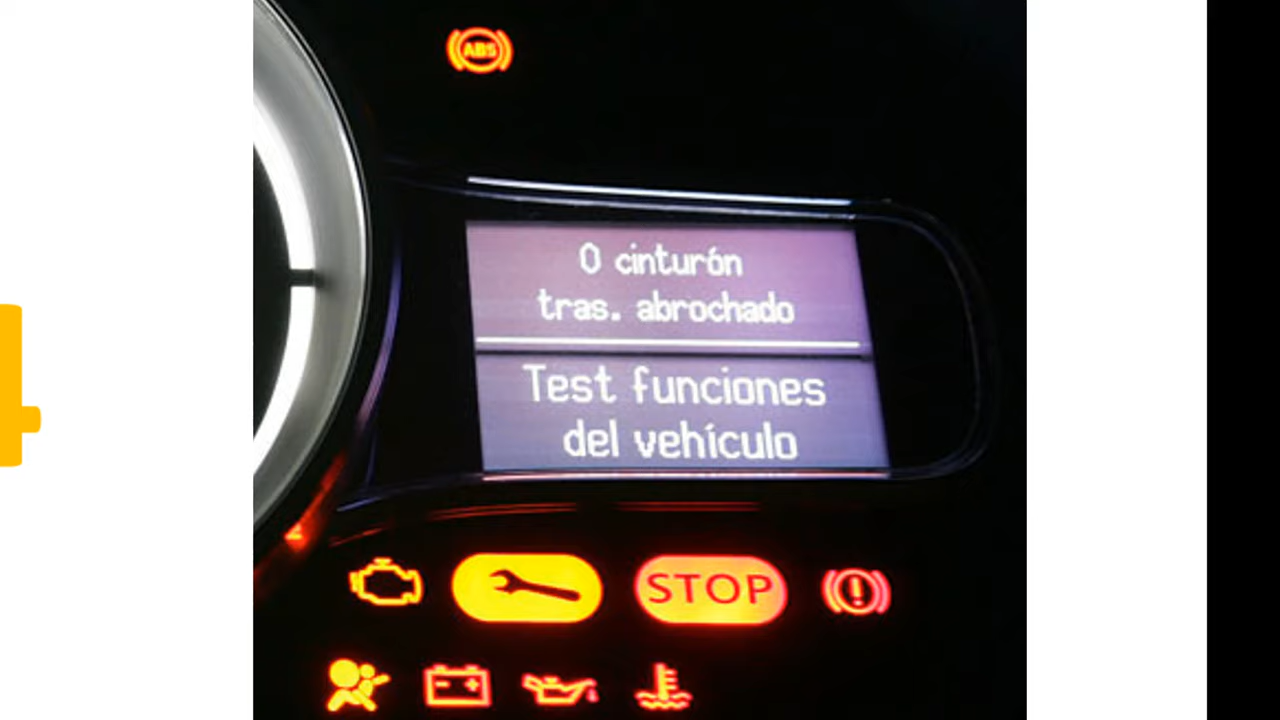 ABS
0 cinturón
tras. abrochado
Test funciones
del vehículo
STOP